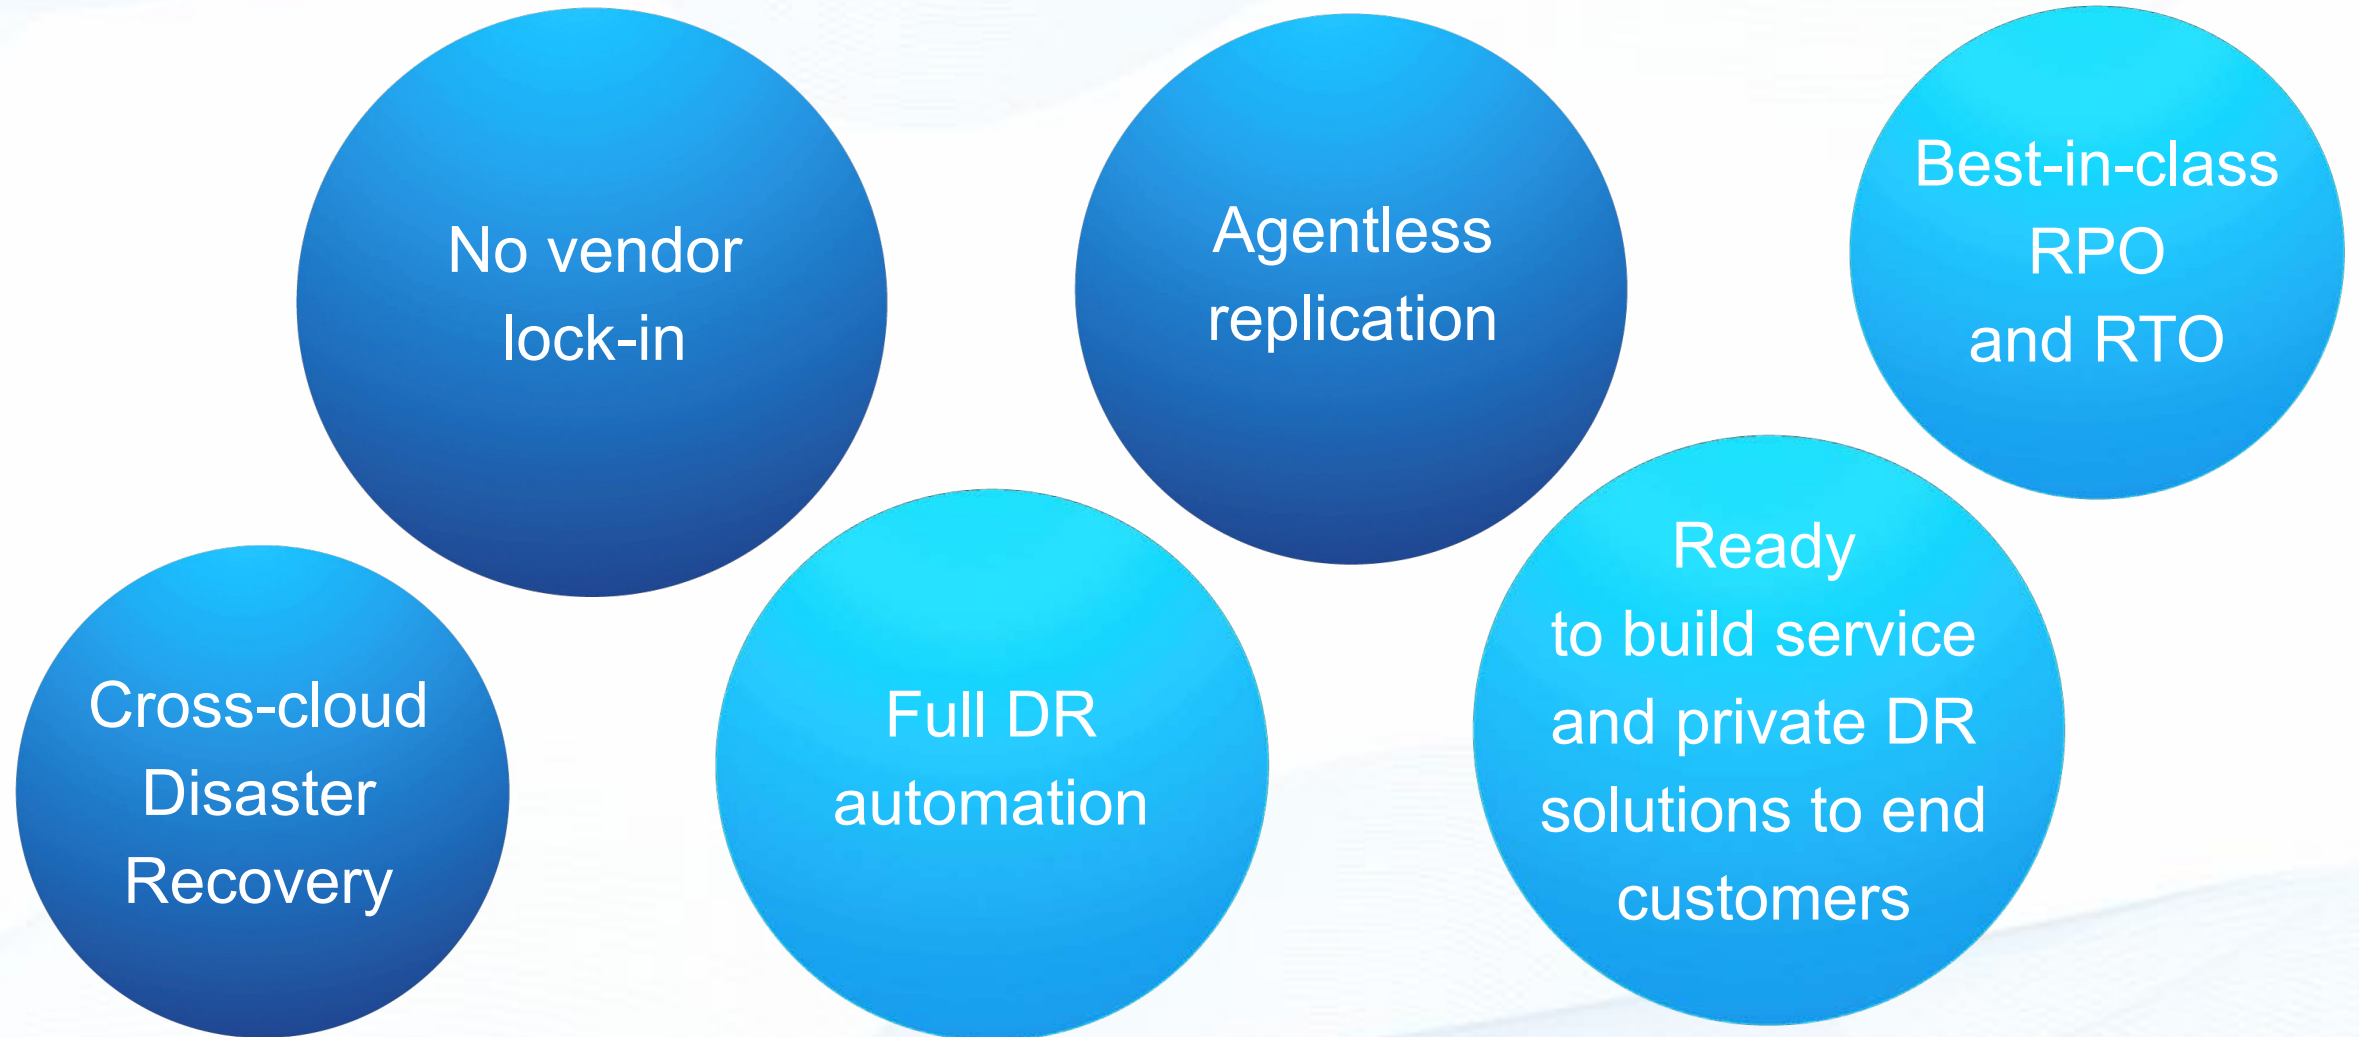 No vendor
lock-in
Agentless
replication
Best-in-class
RPO
and RTO
Cross-cloud
Disaster
Recovery
Full DR
automation
Ready
to build service
and private DR
solutions to end
customers